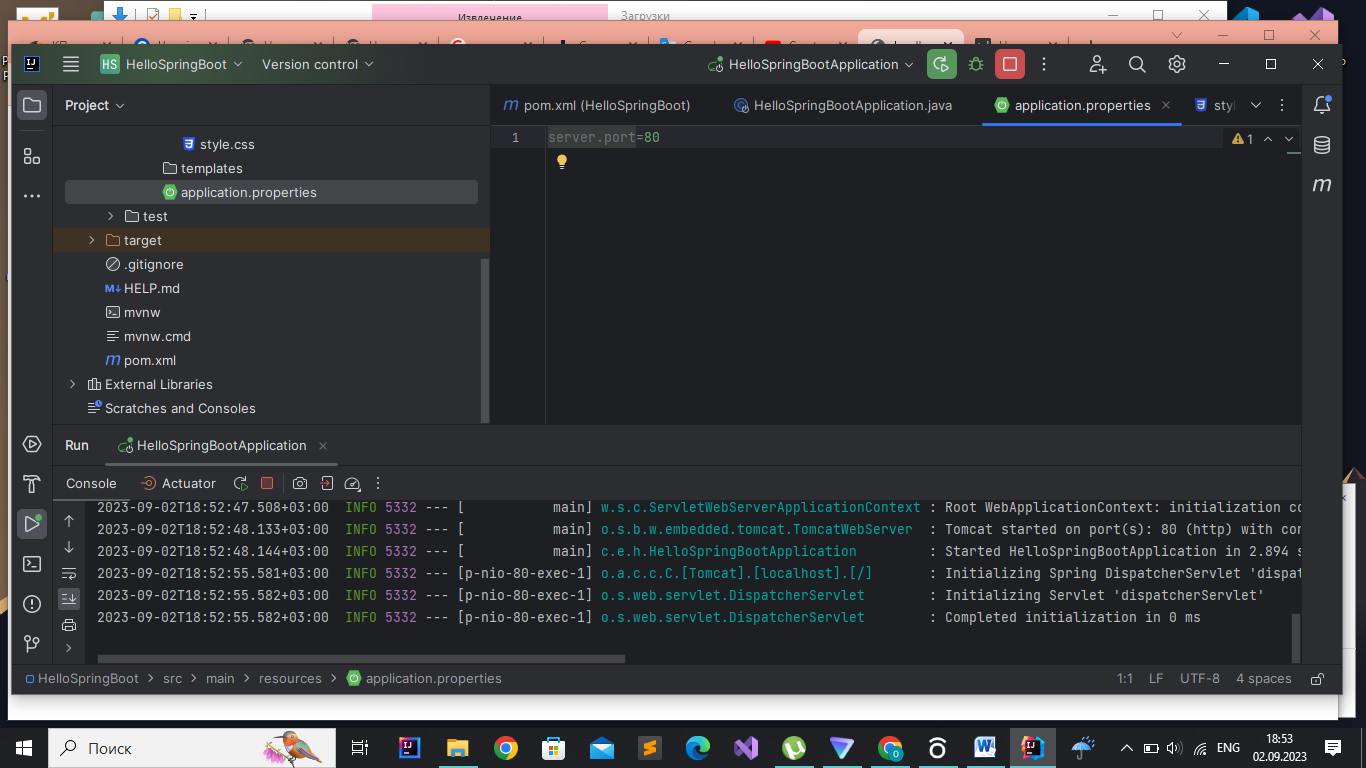 Извлечение
Загрузки
HS HelloSpringBoot Version control HelloSpringBootApplication
Project
pom.xml (HelloSpringBoot) HelloSpringBootApplication.java application.properties
1 server.port=80
1
style.css
templates
application.properties
test
target
.gitignore
HELP.md
mvnw
mvnw.cmd
pom.xml
External Libraries
Scratches and Consoles
Run HelloSpringBootApplication
Console Actuator
2023-09-02T18:52:47.508+03:00  INFO 5332 --- [           main] w.s.c.ServletWebServerApplicationContext : Root WebApplicationContext: initialization
2023-09-02T18:52:48.133+03:00  INFO 5332 --- [           main] o.s.b.w.embedded.tomcat.TomcatWebServer  : Tomcat started on port(s): 80 (http) with
2023-09-02T18:52:48.144+03:00  INFO 5332 --- [           main] c.e.h.HelloSpringBootApplication         : Started HelloSpringBootApplication in 2.894 s
2023-09-02T18:52:55.581+03:00  INFO 5332 --- [p-nio-80-exec-1] o.a.c.c.C.[Tomcat].[localhost].[/]       : Initializing Spring DispatcherServlet
2023-09-02T18:52:55.582+03:00  INFO 5332 --- [p-nio-80-exec-1] o.s.web.servlet.DispatcherServlet        : Initializing Servlet 'dispatcherServlet'
2023-09-02T18:52:55.582+03:00  INFO 5332 --- [p-nio-80-exec-1] o.s.web.servlet.DispatcherServlet        : Completed initialization in 0 ms
HelloSpringBoot > src > main > resources > application.properties
1:1 LF UTF-8 4 spaces
Поиск
ENG
18:53
02.09.2023